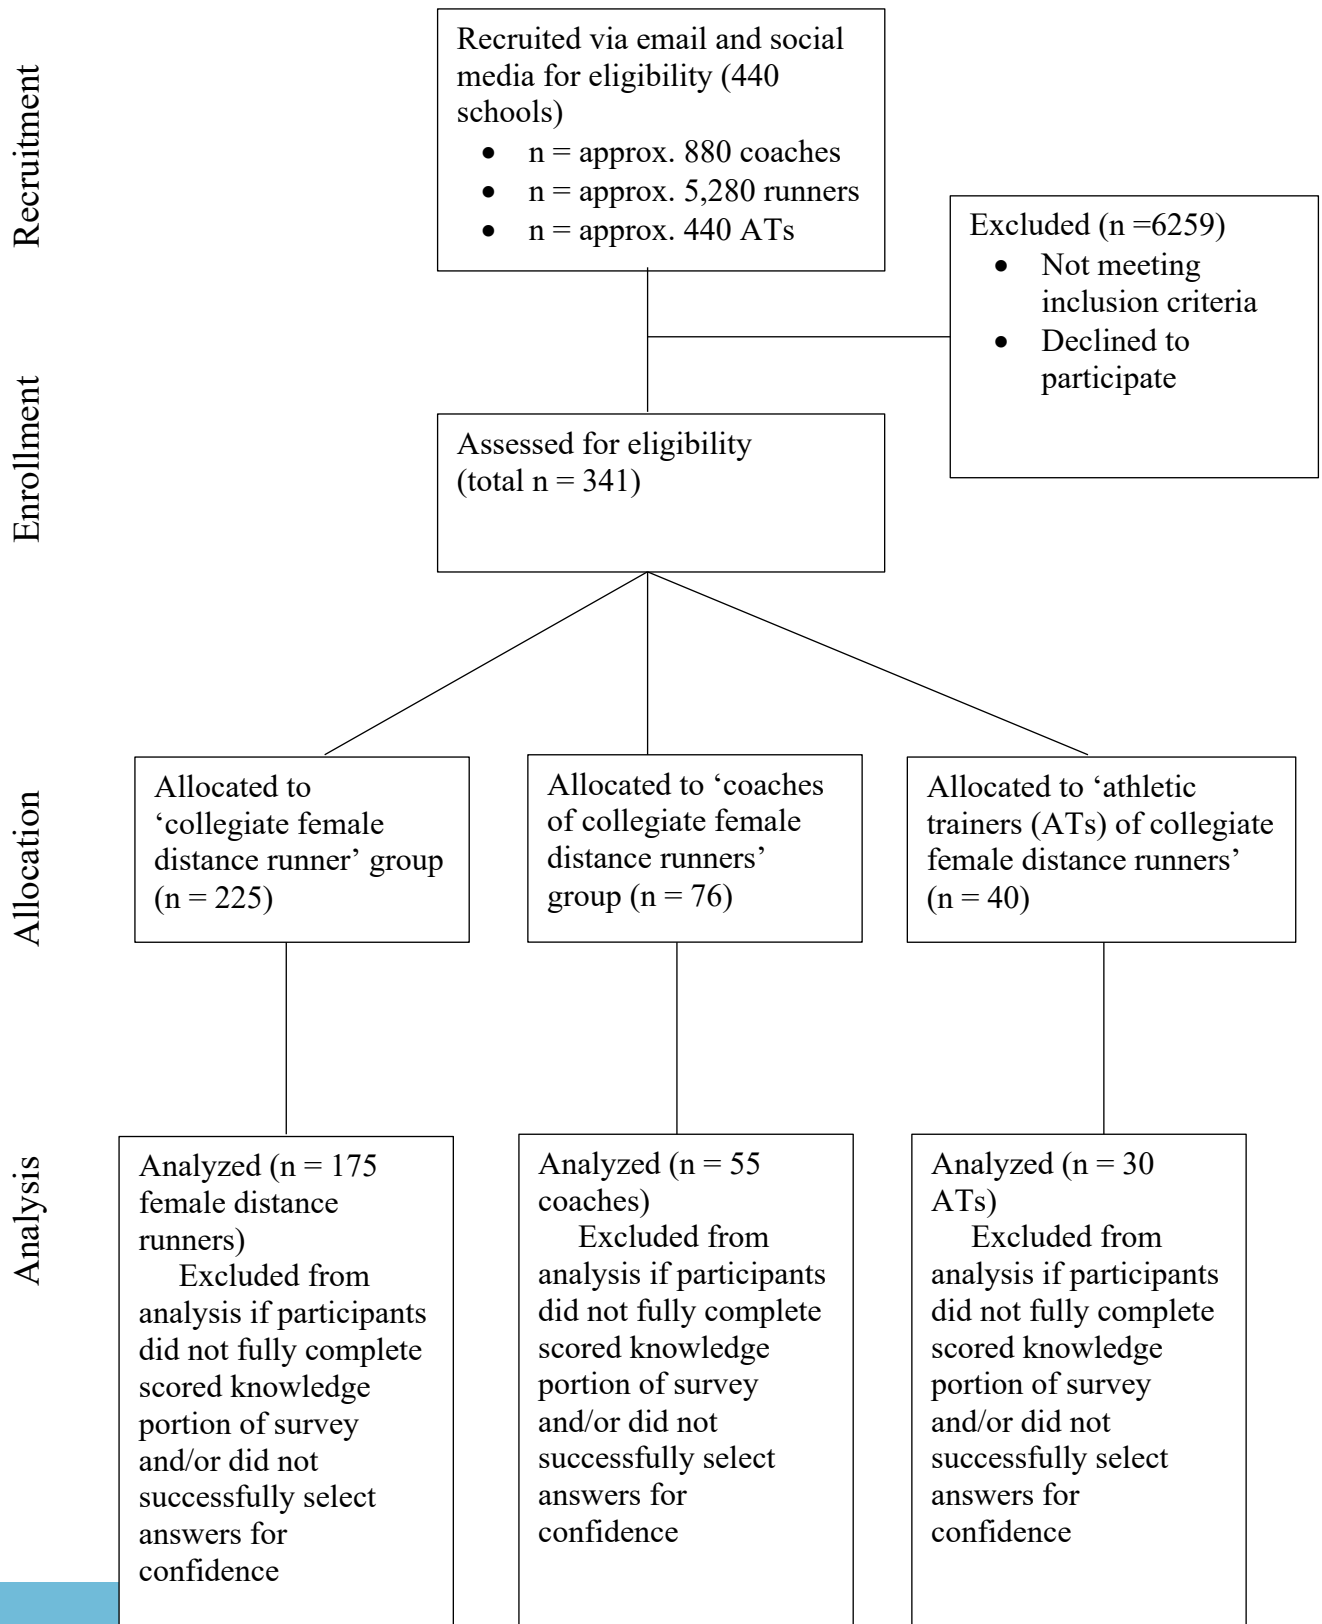 Recruitment
Recruited via email and social
media for eligibility (440
schools)
• n = approx. 880 coaches
• n = approx. 5,280 runners
• n = approx. 440 ATs
Excluded (n =6259)
• Not meeting
inclusion criteria
• Declined to
participate
Enrollment
Assessed for eligibility
(total n = 341)
Allocation
Allocated to
‘collegiate female
distance runner’ group
(n = 225)
Allocated to ‘coaches
of collegiate female
distance runners’
group (n = 76)
Allocated to ‘athletic
trainers (ATs) of collegiate
female distance runners’
(n = 40)
Analysis
Analyzed (n = 175
female distance
runners)
Excluded from
analysis if participants
did not fully complete
scored knowledge
portion of survey
and/or did not
successfully select
answers for
confidence
Analyzed (n = 55
coaches)
Excluded from
analysis if participants
did not fully complete
scored knowledge
portion of survey
and/or did not
successfully select
answers for
confidence
Analyzed (n = 30
ATs)
Excluded from
analysis if participants
did not fully complete
scored knowledge
portion of survey
and/or did not
successfully select
answers for
confidence